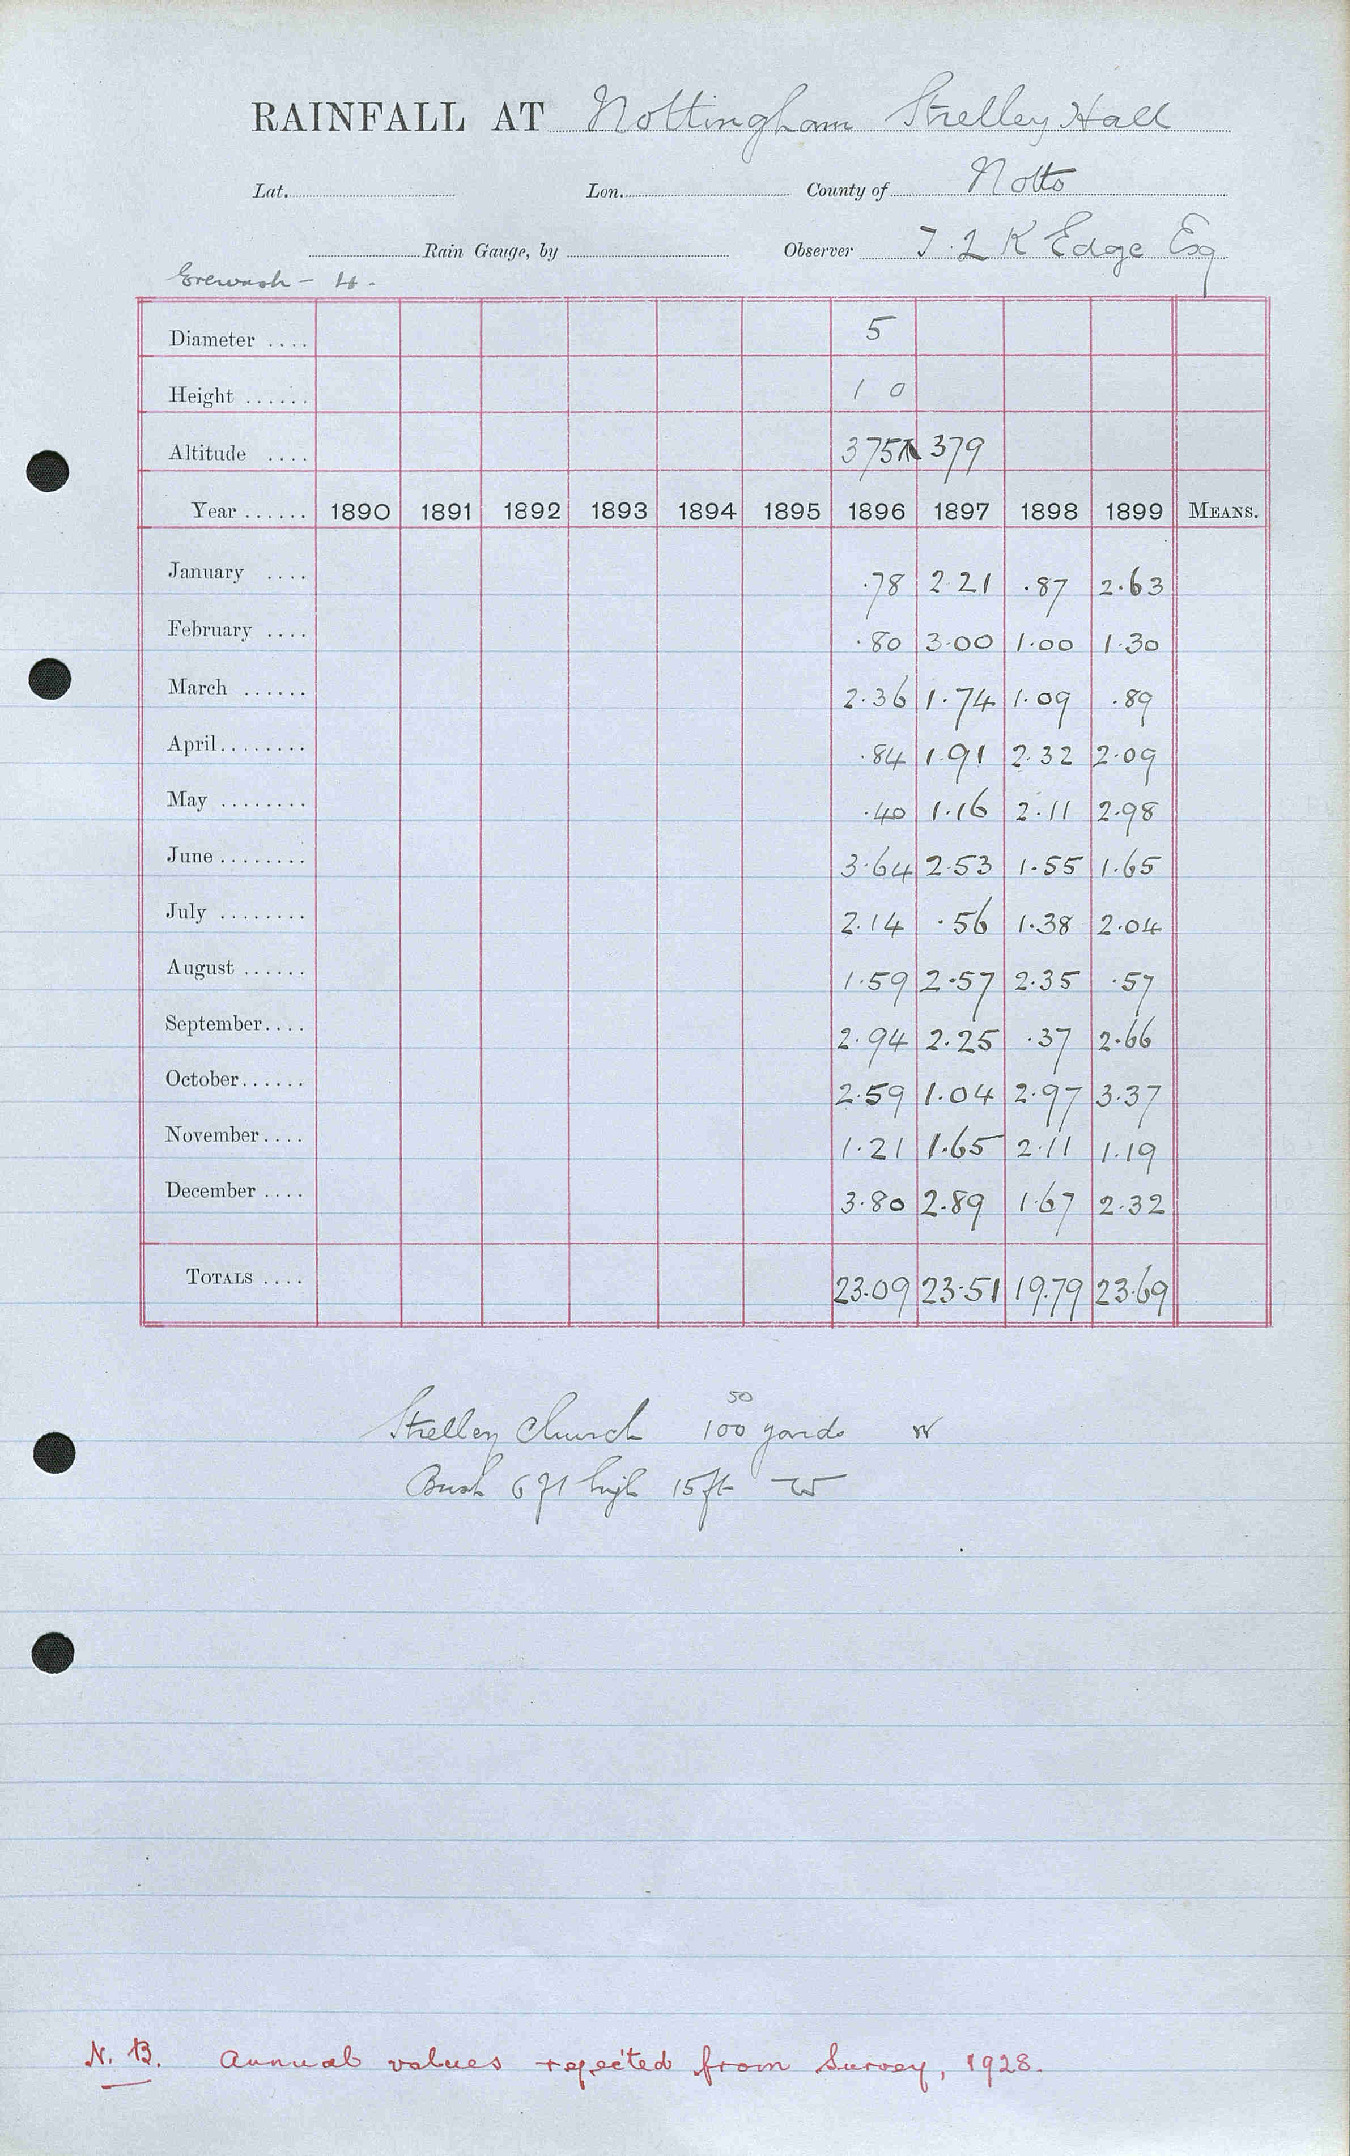 RAINFALL AT Nottingham Strelley Hall
Lat. Lon. County of Notts
Rain Gauge, by Observer T. L K Edge Esq
Erewash - 4 -
Diameter .... 5
Height ...... 1 0
Altitude .... 375 379
Year ...... 1890 1891 1892 1893 1894 1895 1896 1897 1898 1899 MEANS.
January .... .78 2.21 .87 2.63
February .... .80 3.00 1.00 1.30
March ...... 2.36 1.74 1.09 .89
April........ .84 1.91 2.32 2.09
May ........ .40 1.16 2.11 2.98
June ........ 3.64 2.53 1.55 1.65
July ........ 2.14 .56 1.38 2.04
August ...... 1.59 2.57 2.35 .57
September.... 2.94 2.25 .37 2.66
October...... 2.59 1.04 2.97 3.37
November.... 1.21 1.65 2.11 1.19
December .... 3.80 2.89 1.67 2.32
TOTALS .... 23.09 23.51 19.79 23.69
50
Strelley Church 100 yards W
Bush 6 ft high 15 ft W
N. B. Annual values rejected from Survey, 1928.